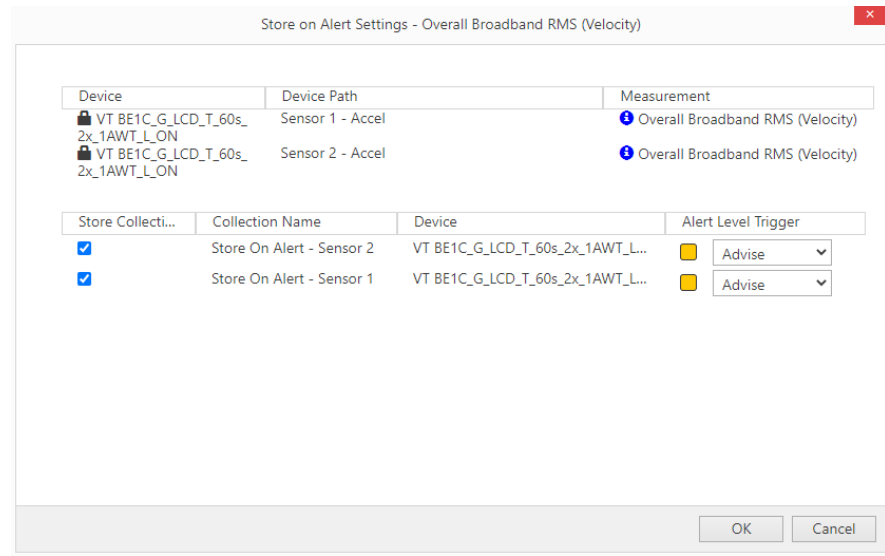 Store on Alert Settings - Overall Broadband RMS (Velocity)
Device Device Path Measurement
VT BE1C_G_LCD_T_60s_ Sensor 1 - Accel Overall Broadband RMS (Velocity)
2x_1AWT_L_ON
VT BE1C_G_LCD_T_60s_ Sensor 2 - Accel Overall Broadband RMS (Velocity)
2x_1AWT_L_ON
Store Collecti... Collection Name Device Alert Level Trigger
Store On Alert - Sensor 2 VT BE1C_G_LCD_T_60s_2x_1AWT_L... Advise
Store On Alert - Sensor 1 VT BE1C_G_LCD_T_60s_2x_1AWT_L... Advise
OK Cancel